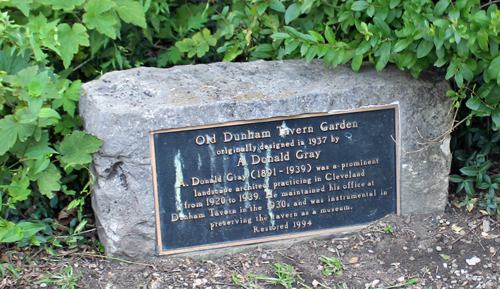 Old Dunham Tavern Garden
originally designed in 1937 by
A Donald Gray
A. Donald Gray (1891 - 1939) was a prominent
landscape architect practicing in Cleveland
from 1920 to 1939. He maintained his office at
Dunham Tavern in the 1930s and was instrumental in
preserving the tavern as a museum.
Restored 1994